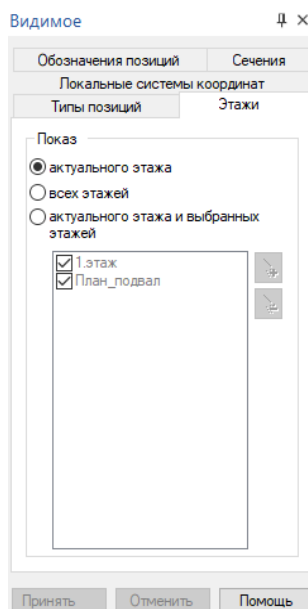 Видимое
Обозначения позиций
Сечения
Локальные системы координат
Типы позиций
Этажи
Показ
актуального этажа
всех этажей
актуального этажа и выбранных
этажей
1.этаж
План_подвал
Принять
Отменить
Помощь